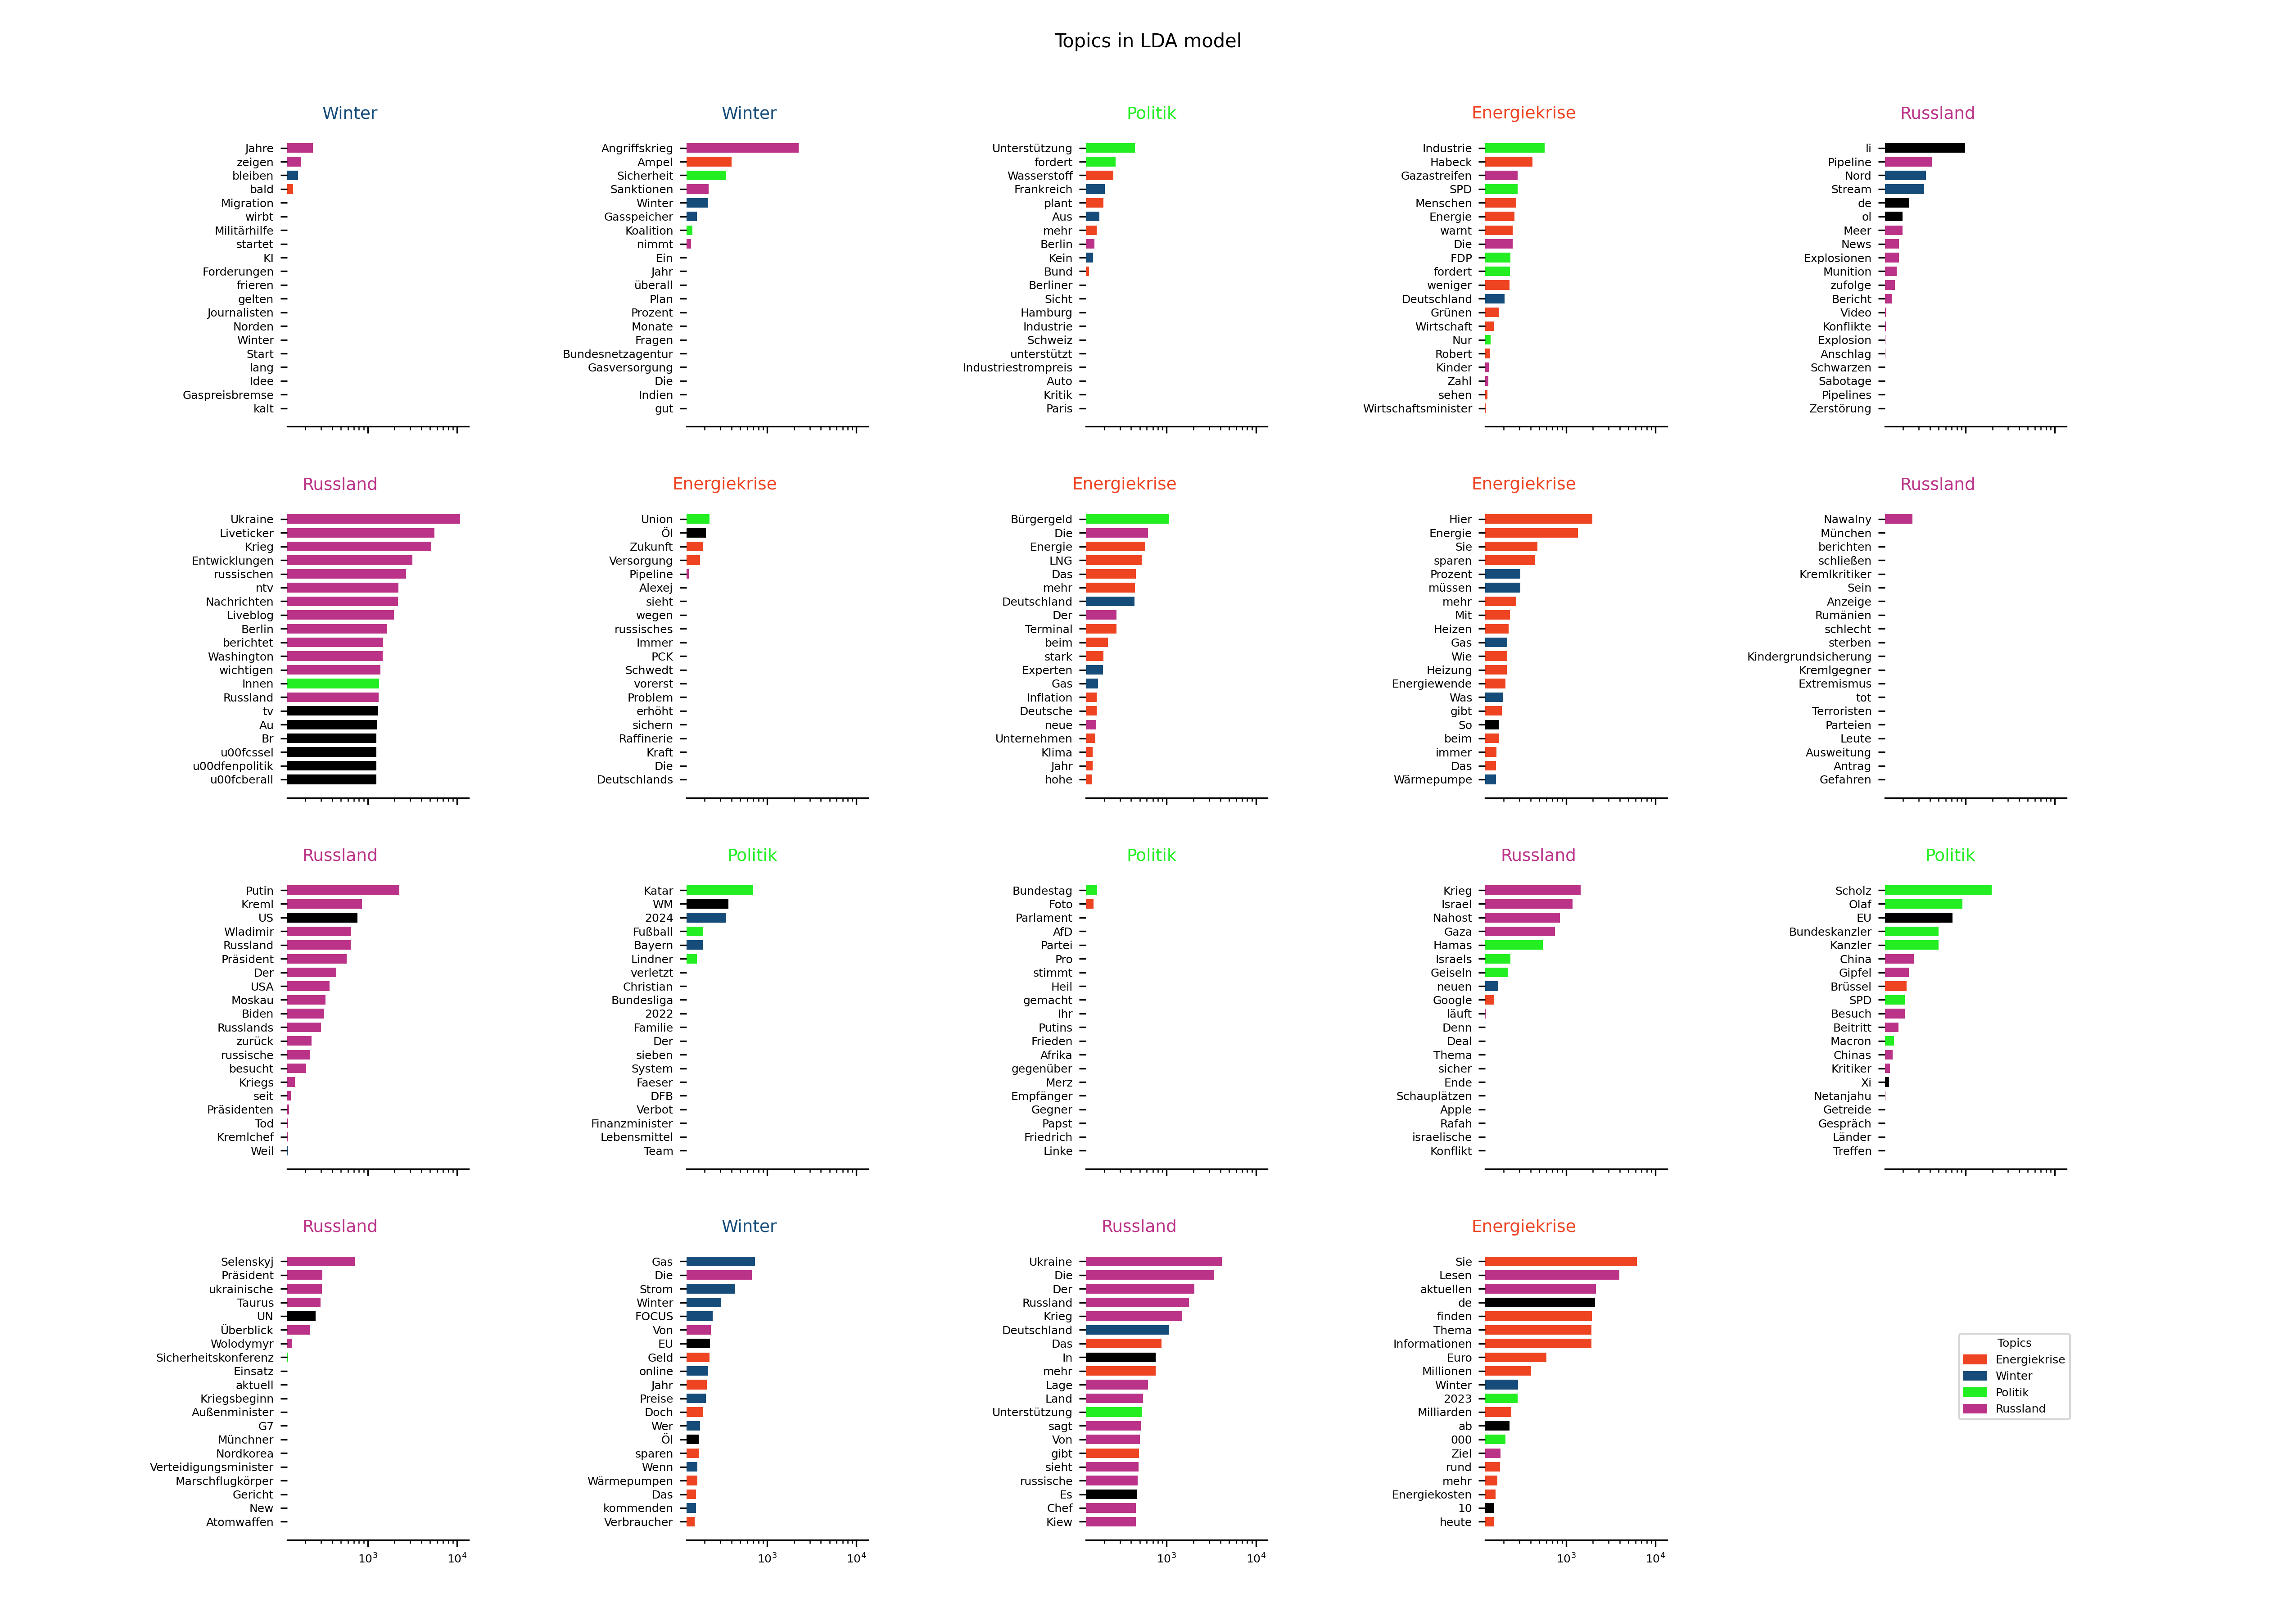 Topics in LDA model
Winter
Jahre
zeigen
bleiben
bald
Migration
wirbt
Militärhilfe
startet
KI
Forderungen
frieren
gelten
Journalisten
Norden
Winter
Start
lang
Idee
Gaspreisbremse
kalt
Winter
Angriffskrieg
Ampel
Sicherheit
Sanktionen
Winter
Gasspeicher
Koalition
nimmt
Ein
Jahr
überall
Plan
Prozent
Monate
Fragen
Bundesnetzagentur
Gasversorgung
Die
Indien
gut
Politik
Unterstützung
fordert
Wasserstoff
Frankreich
plant
Aus
mehr
Berlin
Kein
Bund
Berliner
Sicht
Hamburg
Industrie
Schweiz
unterstützt
Industriestrompreis
Auto
Kritik
Paris
Energiekrise
Industrie
Habeck
Gazastreifen
SPD
Menschen
Energie
warnt
Die
FDP
fordert
weniger
Deutschland
Grünen
Wirtschaft
Nur
Robert
Kinder
Zahl
sehen
Wirtschaftsminister
Russland
li
Pipeline
Nord
Stream
de
ol
Meer
News
Explosionen
Munition
zufolge
Bericht
Video
Konflikte
Explosion
Anschlag
Schwarzen
Sabotage
Pipelines
Zerstörung
Russland
Ukraine
Liveticker
Krieg
Entwicklungen
russischen
ntv
Nachrichten
Liveblog
Berlin
berichtet
Washington
wichtigen
Innen
Russland
tv
Au
Br
u00fcssel
u00dfenpolitik
u00fcberall
Energiekrise
Union
Öl
Zukunft
Versorgung
Pipeline
Alexej
sieht
wegen
russisches
Immer
PCK
Schwedt
vorerst
Problem
erhöht
sichern
Raffinerie
Kraft
Die
Deutschlands
Energiekrise
Bürgergeld
Die
Energie
LNG
Das
mehr
Deutschland
Der
Terminal
beim
stark
Experten
Gas
Inflation
Deutsche
neue
Unternehmen
Klima
Jahr
hohe
Energiekrise
Hier
Energie
Sie
sparen
Prozent
müssen
mehr
Mit
Heizen
Gas
Wie
Heizung
Energiewende
Was
gibt
So
beim
immer
Das
Wärmepumpe
Russland
Nawalny
München
berichten
schließen
Kremlkritiker
Sein
Anzeige
Rumänien
schlecht
sterben
Kindergrundsicherung
Kremlgegner
Extremismus
tot
Terroristen
Parteien
Leute
Ausweitung
Antrag
Gefahren
Russland
Putin
Kreml
US
Wladimir
Russland
Präsident
Der
USA
Moskau
Biden
Russlands
zurück
russische
besucht
Kriegs
seit
Präsidenten
Tod
Kremlchef
Weil
Politik
Katar
WM
2024
Fußball
Bayern
Lindner
verletzt
Christian
Bundesliga
2022
Familie
Der
sieben
System
Faeser
DFB
Verbot
Finanzminister
Lebensmittel
Team
Politik
Bundestag
Foto
Parlament
AfD
Partei
Pro
stimmt
Heil
gemacht
Ihr
Putins
Frieden
Afrika
gegenüber
Merz
Empfänger
Gegner
Papst
Friedrich
Linke
Russland
Krieg
Israel
Nahost
Gaza
Hamas
Israels
Geiseln
neuen
Google
läuft
Denn
Deal
Thema
sicher
Ende
Schauplätzen
Apple
Rafah
israelische
Konflikt
Politik
Scholz
Olaf
EU
Bundeskanzler
Kanzler
China
Gipfel
Brüssel
SPD
Besuch
Beitritt
Macron
Chinas
Kritiker
Xi
Netanjahu
Getreide
Gespräch
Länder
Treffen
Russland
Selenskyj
Präsident
ukrainische
Taurus
UN
Überblick
Wolodymyr
Sicherheitskonferenz
Einsatz
aktuell
Kriegsbeginn
Außenminister
G7
Münchner
Nordkorea
Verteidigungsminister
Marschflugkörper
Gericht
New
Atomwaffen
10³ 10⁴
Winter
Gas
Die
Strom
Winter
FOCUS
Von
EU
Geld
online
Jahr
Preise
Doch
Wer
Öl
sparen
Wenn
Wärmepumpen
Das
kommenden
Verbraucher
10³ 10⁴
Russland
Ukraine
Die
Der
Russland
Krieg
Deutschland
Das
In
mehr
Lage
Land
Unterstützung
sagt
Von
gibt
sieht
russische
Es
Chef
Kiew
10³ 10⁴
Energiekrise
Sie
Lesen
aktuellen
de
finden
Thema
Informationen
Euro
Millionen
Winter
2023
Milliarden
ab
000
Ziel
rund
mehr
Energiekosten
10
heute
10³ 10⁴
Topics
Energiekrise
Winter
Politik
Russland